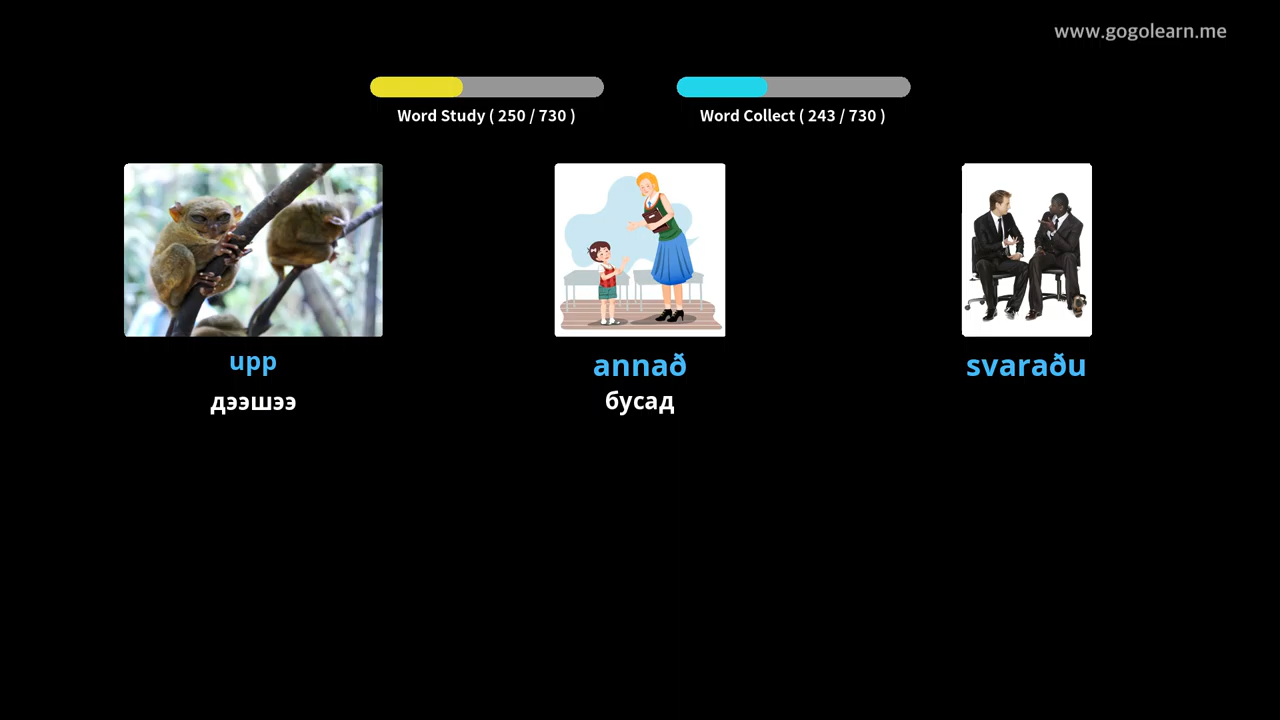 www.gogolearn.me
Word Study ( 250 / 730 )
Word Collect ( 243 / 730 )
upp
annað
svaraðu
дээшээ
бусад